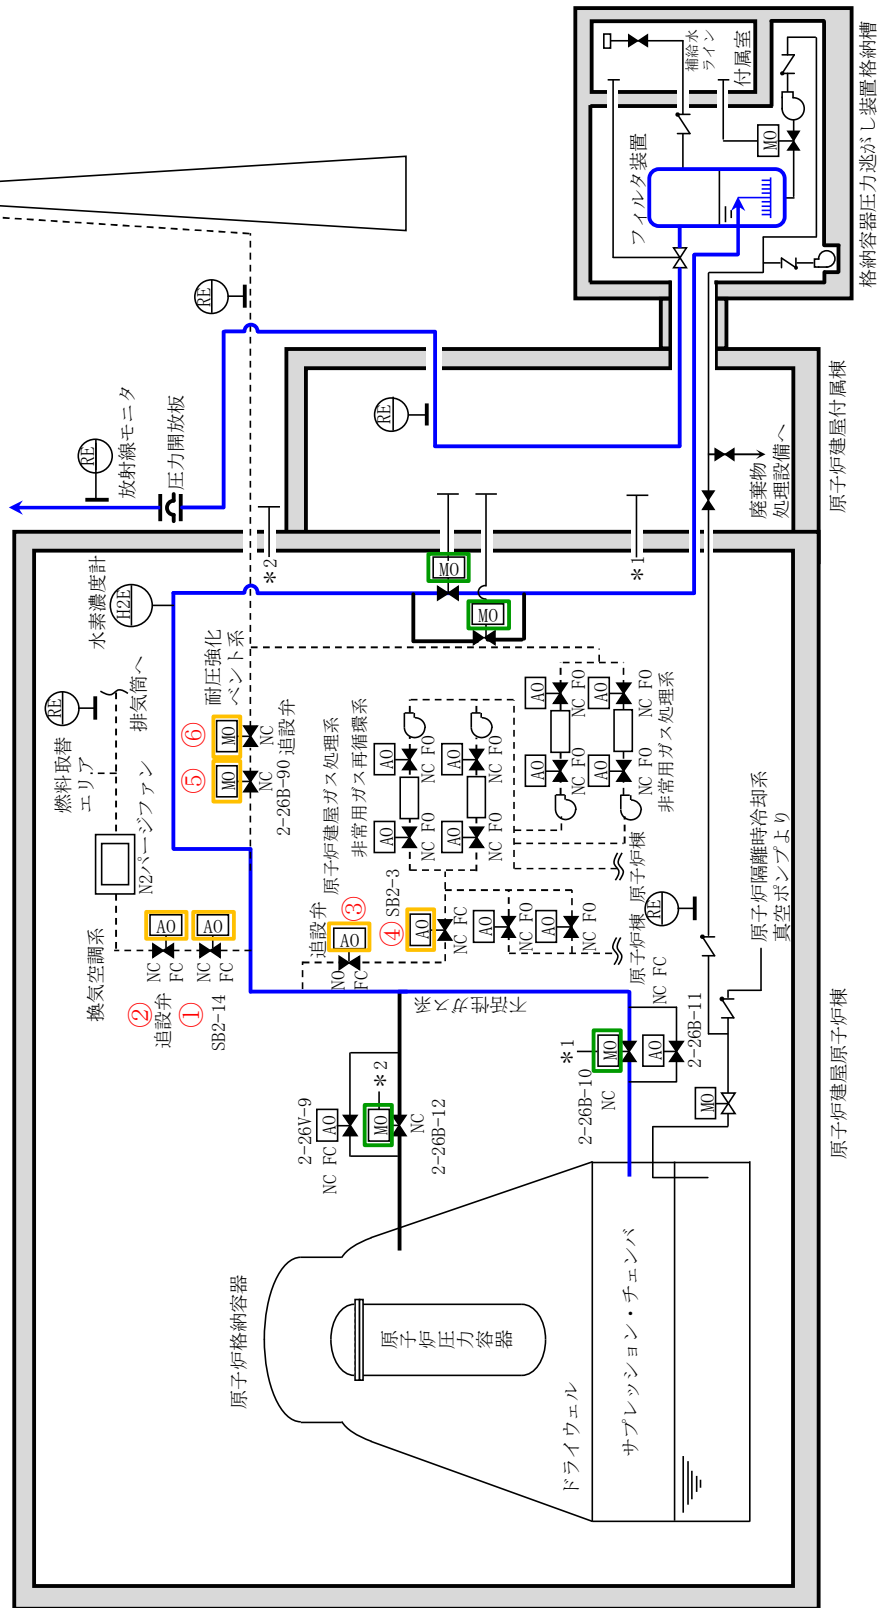 格納容器圧力逃がし装置格納槽
付属室
補給水
ライン
フィルタ装置
MO
原子炉建屋付属棟
廃棄物
処理設備へ
RE
RE
RE
放射線モニタ
圧力開放板
*2
*1
MO
MO
水素濃度計
H2E
耐圧強化
ベント系
RE
排気筒へ
燃料取替
エリア
N2パージファン
換気空調系
⑥
MO
NC
追設弁
⑤
MO
NC
2-26B-90
原子炉建屋ガス処理系
非常用ガス再循環系
AO
NC FO
AO
NC FO
AO
NC FO
AO
NC FO
AO
NC FO
AO
NC FO
AO
NC FO
AO
NC FO
非常用ガス処理系
AO
AO
NC
FC
NC
FC
②
追設弁
①
SB2-14
追設弁
③
AO
NO
FC
④
SB2-3
AO
NC FC
AO
NC FO
AO
NC FO
原子炉棟
原子炉棟
RE
原子炉隔離時冷却系
真空ポンプより
不活性ガス系
*2
MO
NC
2-26B-12
2-26V-9
AO
NC FC
*1
MO
2-26B-10
NC
AO
NC FC
2-26B-11
MO
原子炉建屋原子炉棟
原子炉格納容器
原子炉圧力容器
ドライウェル
サプレッション・チェンバ